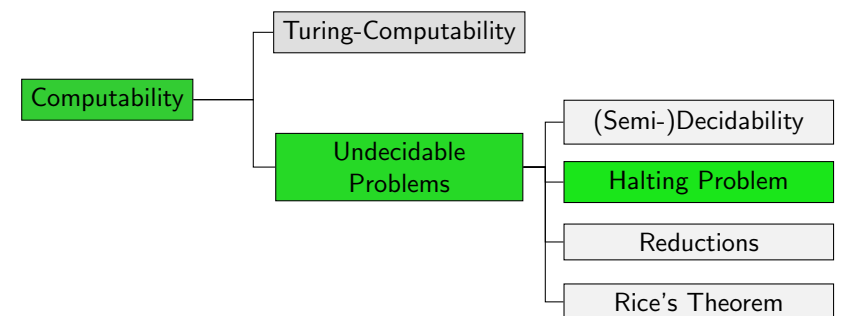 Turing-Computability
Computability
(Semi-)Decidability
Undecidable
Problems
Halting Problem
Reductions
Rice's Theorem